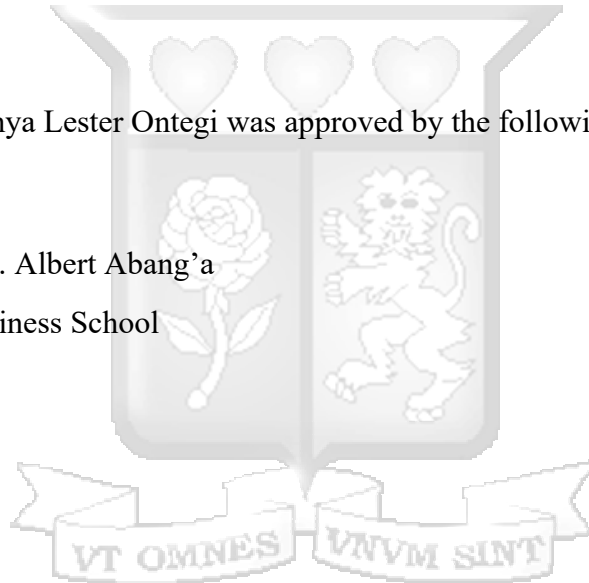 nya Lester Ontegi was approved by the followi
. Albert Abang’a
iness School
VT OMNES VNVM SINT